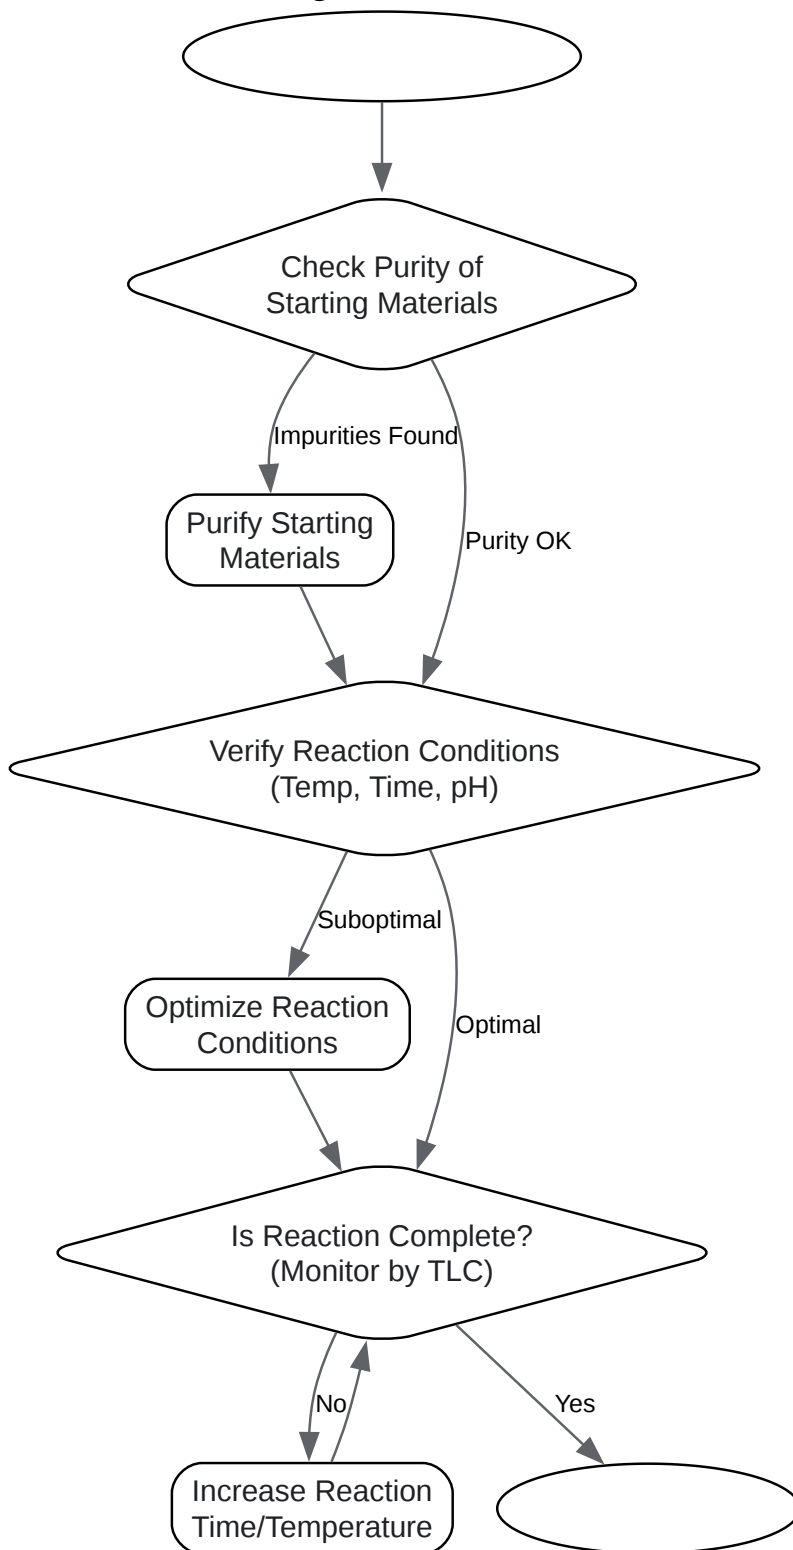 Check Purity of
Starting Materials
Impurities Found
Purify Starting
Materials
Purity OK
Verify Reaction Conditions
(Temp, Time, pH)
Suboptimal
Optimize Reaction
Conditions
Optimal
Is Reaction Complete?
(Monitor by TLC)
No
Yes
Increase Reaction
Time/Temperature